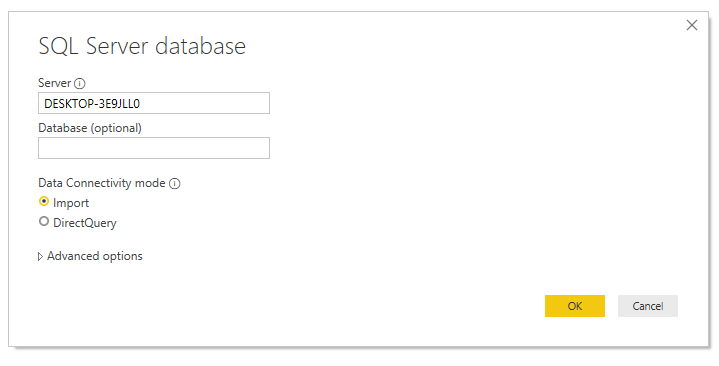 SQL Server database
Server
DESKTOP-3E9JLL0
Database (optional)
Data Connectivity mode
Import
DirectQuery
Advanced options
OK Cancel